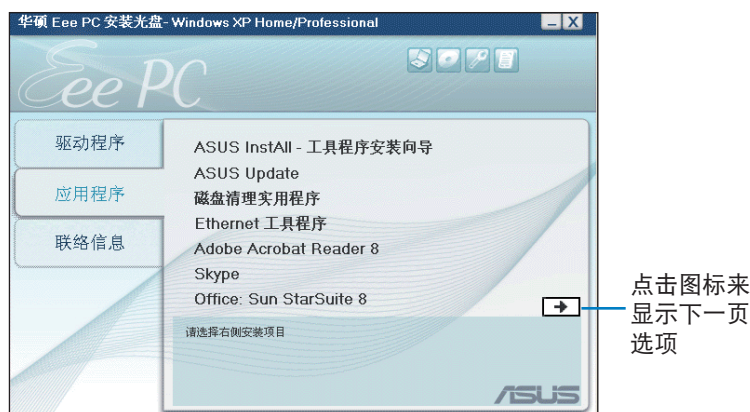 华硕 Eee PC 安装光盘- Windows XP Home/Professional
Eee PC
驱动程序
应用程序
联络信息
ASUS InstAll - 工具程序安装向导
ASUS Update
磁盘清理实用程序
Ethernet 工具程序
Adobe Acrobat Reader 8
Skype
Office: Sun StarSuite 8
请选择右侧安装项目
ASUS
点击图标来
显示下一页
选项